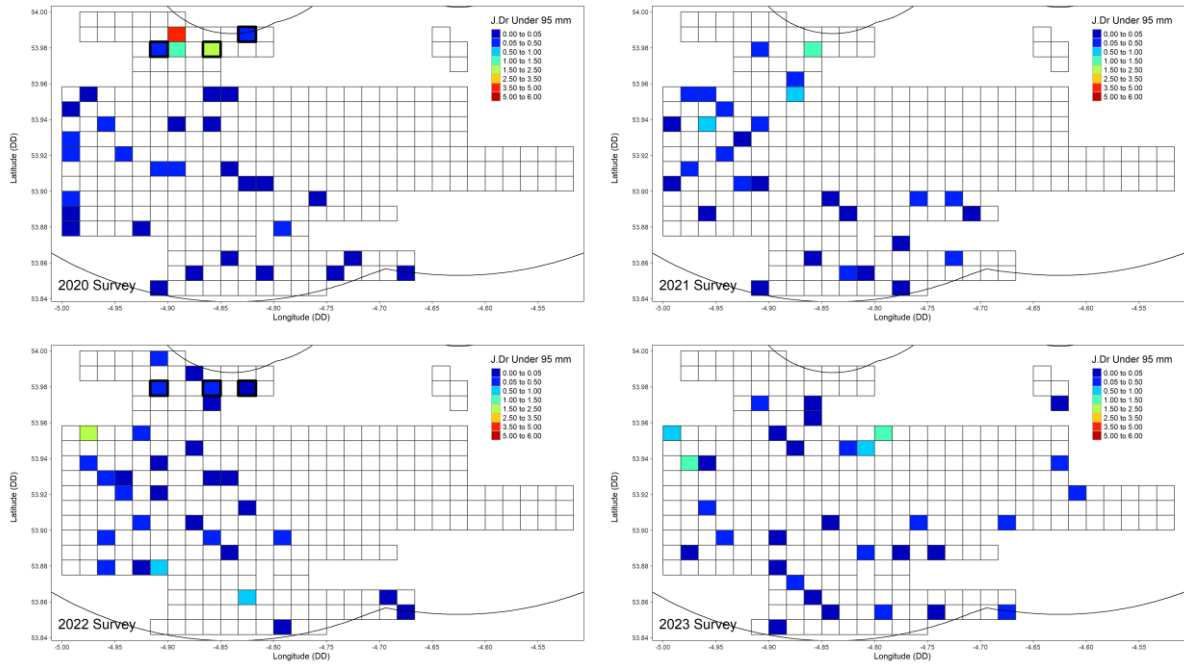 J.Dr Under 95 mm
0.00 to 0.05
0.05 to 0.50
0.50 to 1.00
1.00 to 1.50
1.50 to 2.50
2.50 to 3.50
3.50 to 5.00
5.00 to 6.00
Latitude (DD)
54.00
53.98
53.96
53.94
53.92
53.90
53.88
53.86
53.84
2020 Survey
-5.00 -4.95 -4.90 -4.85 -4.80 -4.75 -4.70 -4.65 -4.60 -4.55
Longitude (DD)
J.Dr Under 95 mm
0.00 to 0.05
0.05 to 0.50
0.50 to 1.00
1.00 to 1.50
1.50 to 2.50
2.50 to 3.50
3.50 to 5.00
5.00 to 6.00
Latitude (DD)
54.00
53.98
53.96
53.94
53.92
53.90
53.88
53.86
53.84
2021 Survey
-5.00 -4.95 -4.90 -4.85 -4.80 -4.75 -4.70 -4.65 -4.60 -4.55
Longitude (DD)
J.Dr Under 95 mm
0.00 to 0.05
0.05 to 0.50
0.50 to 1.00
1.00 to 1.50
1.50 to 2.50
2.50 to 3.50
3.50 to 5.00
5.00 to 6.00
Latitude (DD)
54.00
53.98
53.96
53.94
53.92
53.90
53.88
53.86
53.84
2022 Survey
-5.00 -4.95 -4.90 -4.85 -4.80 -4.75 -4.70 -4.65 -4.60 -4.55
Longitude (DD)
J.Dr Under 95 mm
0.00 to 0.05
0.05 to 0.50
0.50 to 1.00
1.00 to 1.50
1.50 to 2.50
2.50 to 3.50
3.50 to 5.00
5.00 to 6.00
Latitude (DD)
54.00
53.98
53.96
53.94
53.92
53.90
53.88
53.86
53.84
2023 Survey
-5.00 -4.95 -4.90 -4.85 -4.80 -4.75 -4.70 -4.65 -4.60 -4.55
Longitude (DD)